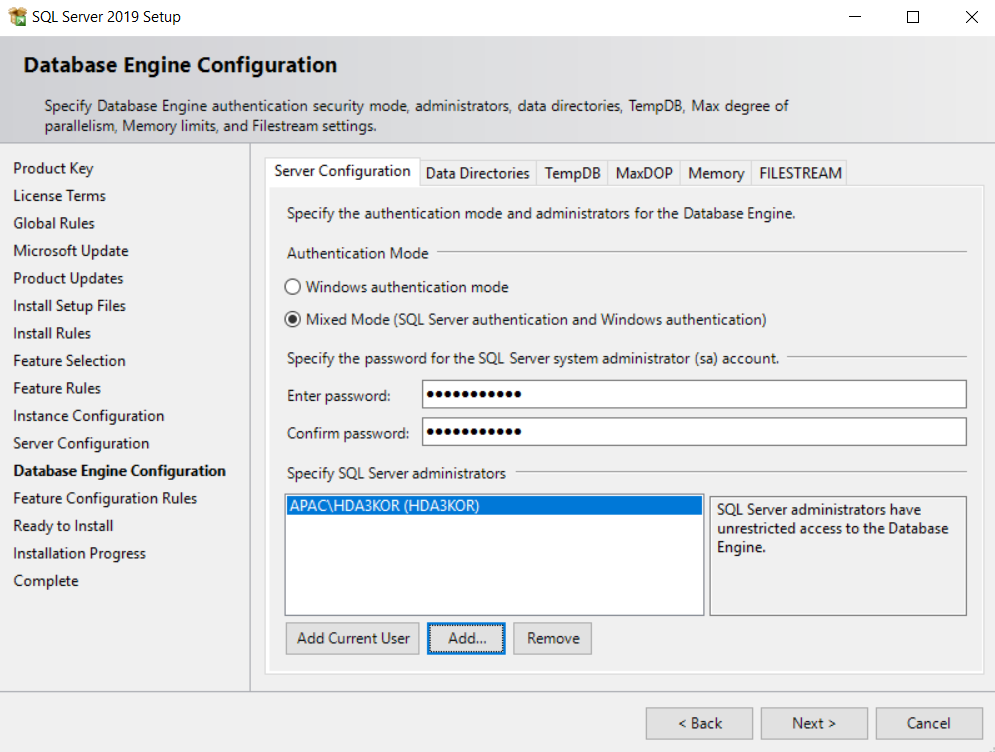 SQL Server 2019 Setup
Database Engine Configuration
Specify Database Engine authentication security mode, administrators, data directories, TempDB, Max degree of
parallelism, Memory limits, and Filestream settings.
Product Key
License Terms
Global Rules
Microsoft Update
Product Updates
Install Setup Files
Install Rules
Feature Selection
Feature Rules
Instance Configuration
Server Configuration
Database Engine Configuration
Feature Configuration Rules
Ready to Install
Installation Progress
Complete
Server Configuration Data Directories TempDB MaxDOP Memory FILESTREAM
Specify the authentication mode and administrators for the Database Engine.
Authentication Mode
Windows authentication mode
Mixed Mode (SQL Server authentication and Windows authentication)
Specify the password for the SQL Server system administrator (sa) account.
Enter password: ●●●●●●●●●●●
Confirm password: ●●●●●●●●●●●
Specify SQL Server administrators
APAC\HDA3KOR (HDA3KOR)
SQL Server administrators have
unrestricted access to the Database
Engine.
Add Current User Add... Remove
< Back Next > Cancel